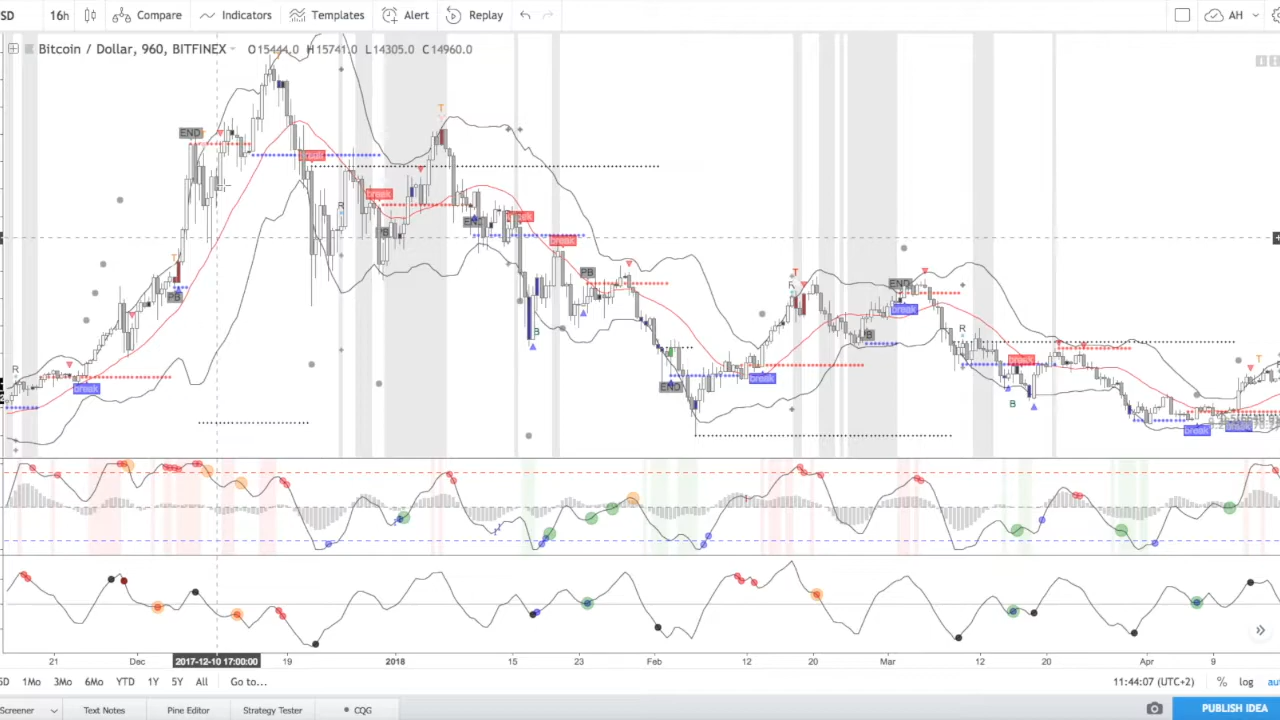 SD 16h Compare Indicators Templates Alert Replay AH
Bitcoin / Dollar, 960, BITFINEX O15444.0 H15741.0 L14305.0 C14960.0
T
END
break
R
break
PB
T
PB
END
break
break
PB
B
END
break
R
T
PB
END
break
R
break
B
break
T
R
21 Dec 2017-12-10 17:00:00 19 2018 15 23 Feb 12 20 Mar 12 20 Apr 9
5D 1Mo 3Mo 6Mo YTD 1Y 5Y All Go to... 11:44:07 (UTC+2) % log
Screener Text Notes Pine Editor Strategy Tester CQG PUBLISH IDEA